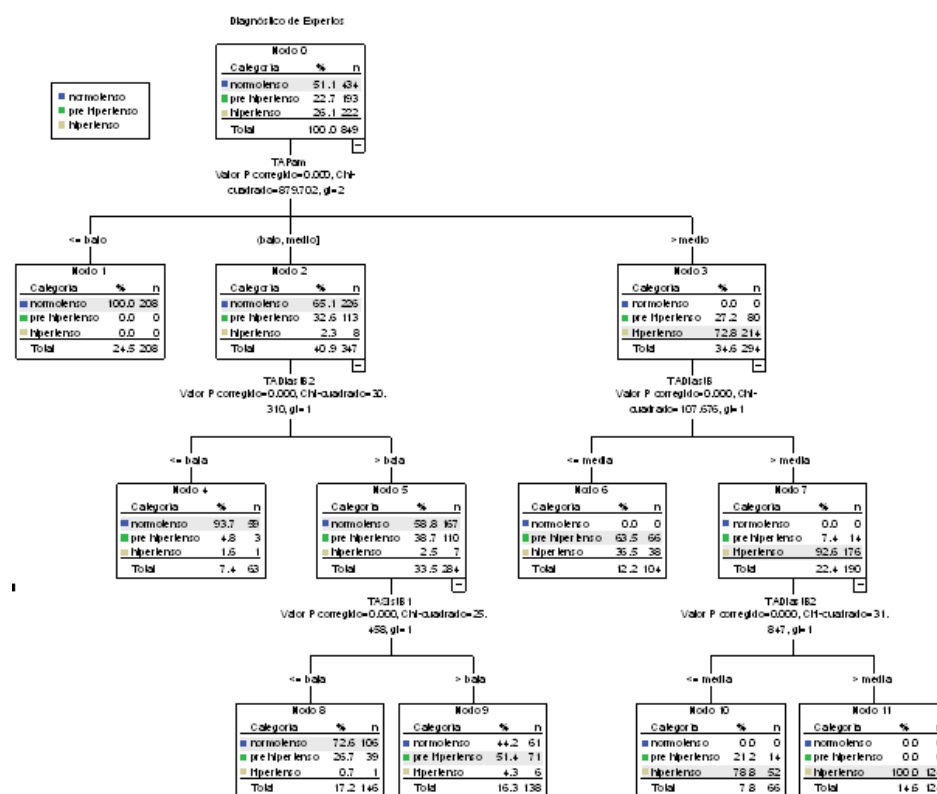 Diagnóstico de Expertos
normotenso
pre hipertenso
hipertenso
Nodo 0
Categoría % n
normotenso 51.1 434
pre hipertenso 22.7 193
hipertenso 26.1 222
Total 100.0 849
TAPam
Valor P corregido=0.000, Chi-
cuadrado=879.702, gl=2
<= bajo
(bajo, medio]
> medio
Nodo 1
Categoría % n
normotenso 100.0 208
pre hipertenso 0.0 0
hipertenso 0.0 0
Total 24.5 208
Nodo 2
Categoría % n
normotenso 65.1 226
pre hipertenso 32.6 113
hipertenso 2.3 8
Total 40.9 347
Nodo 3
Categoría % n
normotenso 0.0 0
pre hipertenso 27.2 80
hipertenso 72.8 214
Total 34.6 294
TADiasIB2
Valor P corregido=0.000, Chi-cuadrado=30.
310, gl=1
TADiasIB
Valor P corregido=0.000, Chi-
cuadrado=107.676, gl=1
<= baja
> baja
<= media
> media
Nodo 4
Categoría % n
normotenso 93.7 59
pre hipertenso 4.8 3
hipertenso 1.6 1
Total 7.4 63
Nodo 5
Categoría % n
normotenso 58.8 167
pre hipertenso 38.7 110
hipertenso 2.5 7
Total 33.5 284
Nodo 6
Categoría % n
normotenso 0.0 0
pre hipertenso 63.5 66
hipertenso 36.5 38
Total 12.2 104
Nodo 7
Categoría % n
normotenso 0.0 0
pre hipertenso 7.4 14
hipertenso 92.6 176
Total 22.4 190
TASisIB1
Valor P corregido=0.000, Chi-cuadrado=25.
458, gl=1
TADiasIB2
Valor P corregido=0.000, Chi-cuadrado=31.
847, gl=1
<= baja
> baja
<= media
> media
Nodo 8
Categoría % n
normotenso 72.6 106
pre hipertenso 26.7 39
hipertenso 0.7 1
Total 17.2 146
Nodo 9
Categoría % n
normotenso 44.2 61
pre hipertenso 51.4 71
hipertenso 4.3 6
Total 16.3 138
Nodo 10
Categoría % n
normotenso 0.0 0
pre hipertenso 21.2 14
hipertenso 78.8 52
Total 7.8 66
Nodo 11
Categoría %
normotenso 0.0
pre hipertenso 0.0
hipertenso 100.0
Total 14.6